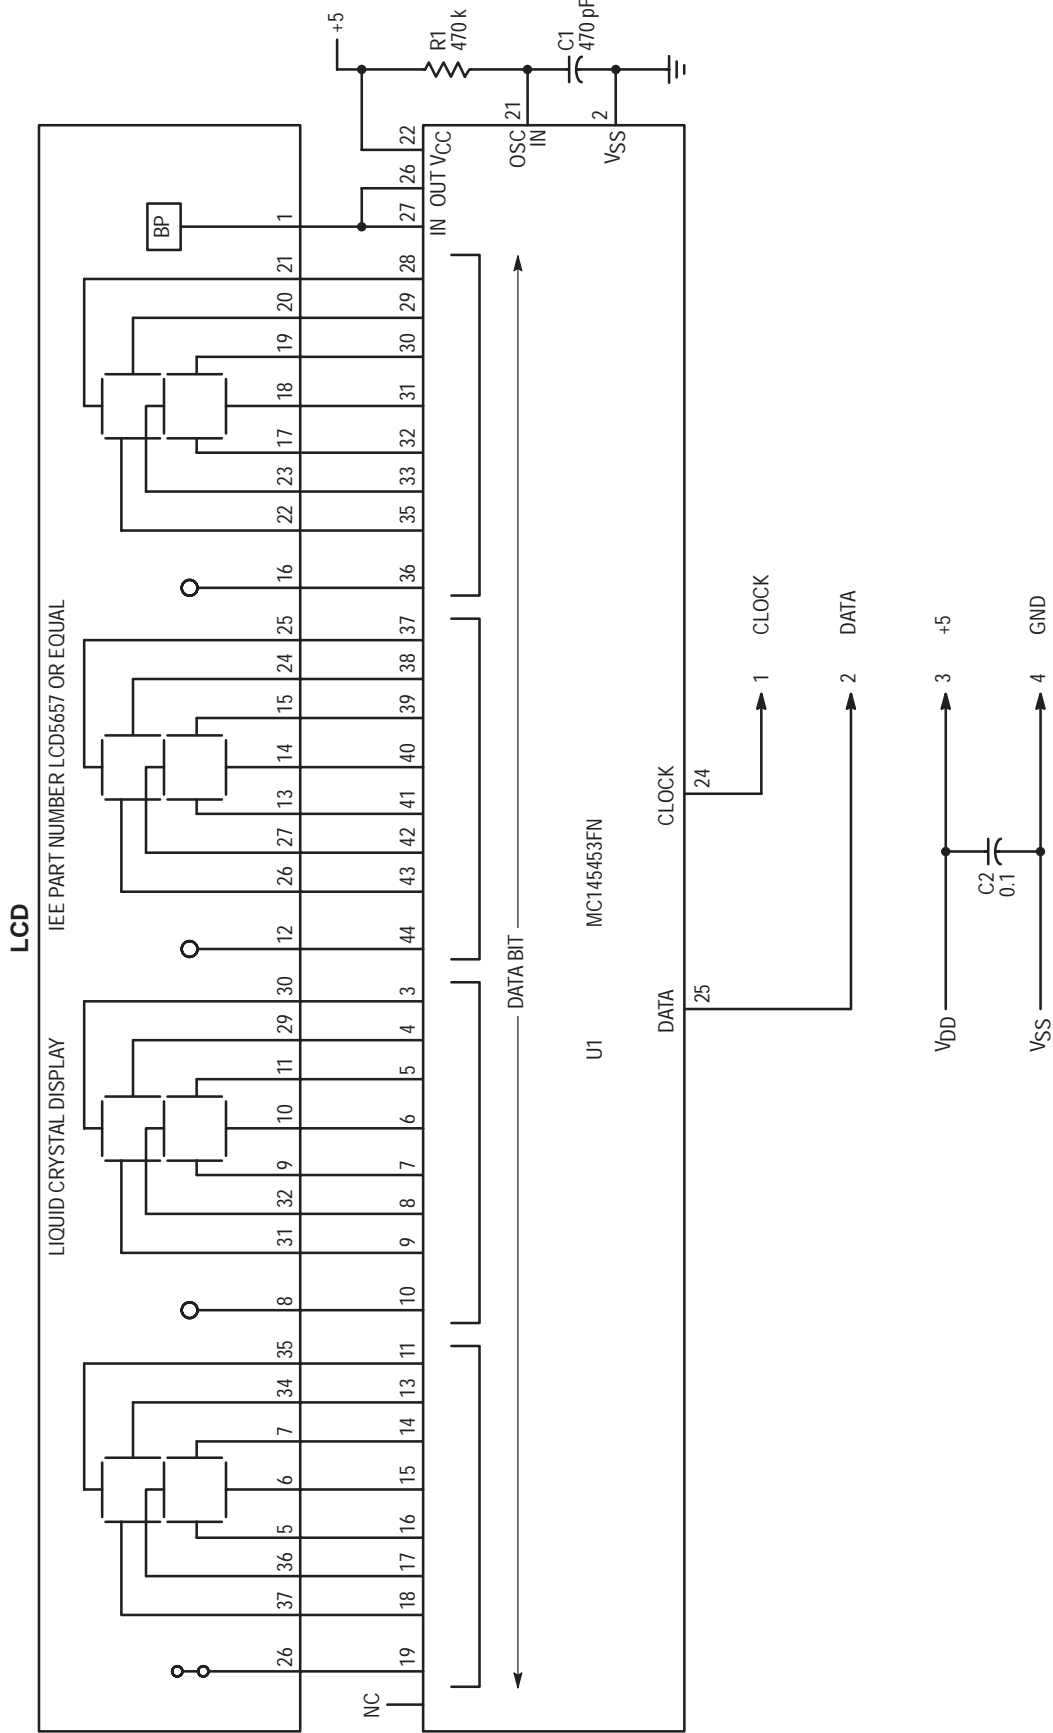 LCD
LIQUID CRYSTAL DISPLAY
IEE PART NUMBER LCD5657 OR EQUAL
BP
26 37 36 5 6 7 34 35 8 31 32 9 10 11 29 30 12 26 27 13 14 15 24 25 16 22 23 17 18 19 20 21 1
+5
NC
19 18 17 16 15 14 13 11 10 9 8 7 6 5 4 3 44 43 42 41 40 39 38 37 36 35 33 32 31 30 29 28 27 26 22
IN OUT VCC
R1
470 k
C1
470 pF
21
OSC
IN
2
VSS
DATA BIT
U1
MC145453FN
DATA
CLOCK
25
24
1 CLOCK
2 DATA
VDD
3 +5
C2
0.1
VSS
4 GND